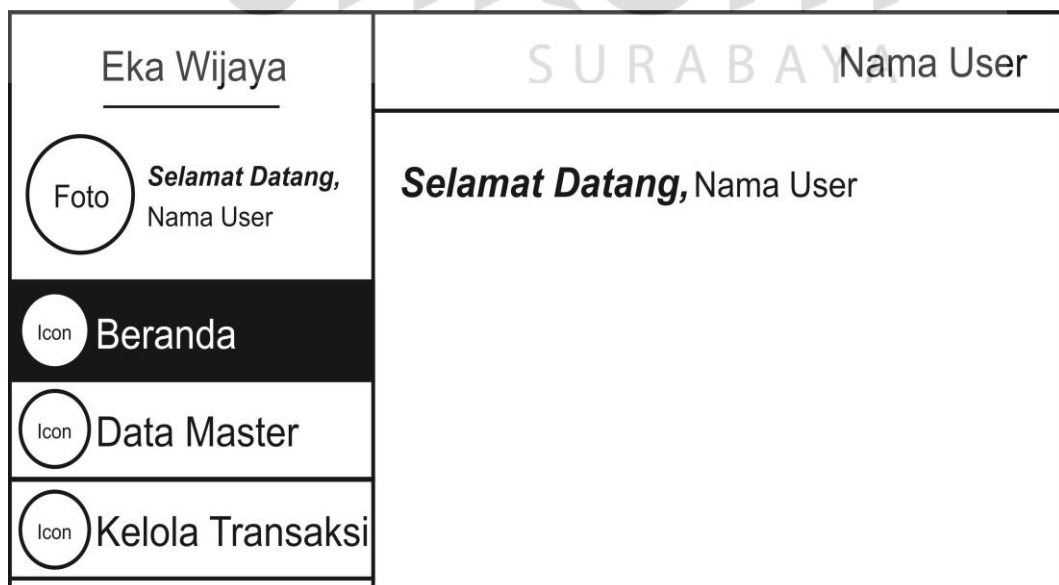 SURABAYA
Eka Wijaya
Nama User
Foto
Selamat Datang,
Nama User
Selamat Datang, Nama User
Icon Beranda
Icon Data Master
Icon Kelola Transaksi